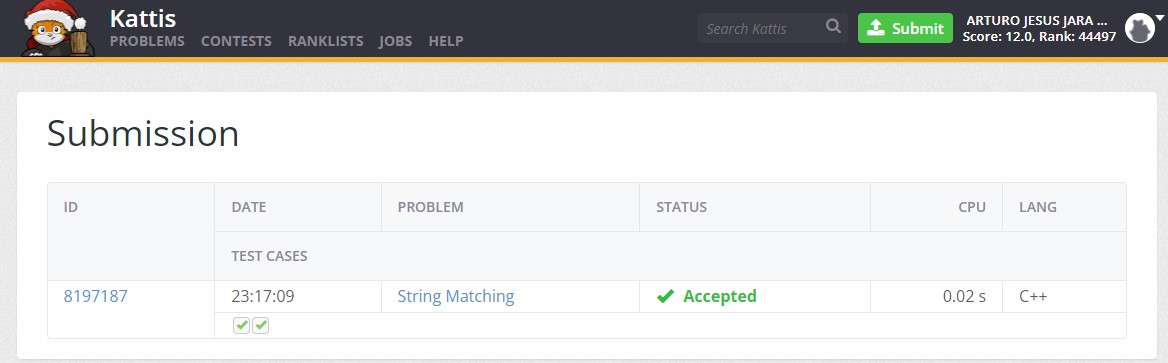 Kattis
PROBLEMS CONTESTS RANKLISTS JOBS HELP
Search Kattis
Submit
ARTURO JESUS JARA ...
Score: 12.0, Rank: 44497
Submission
ID DATE PROBLEM STATUS CPU LANG
TEST CASES
8197187 23:17:09 String Matching Accepted 0.02 s C++